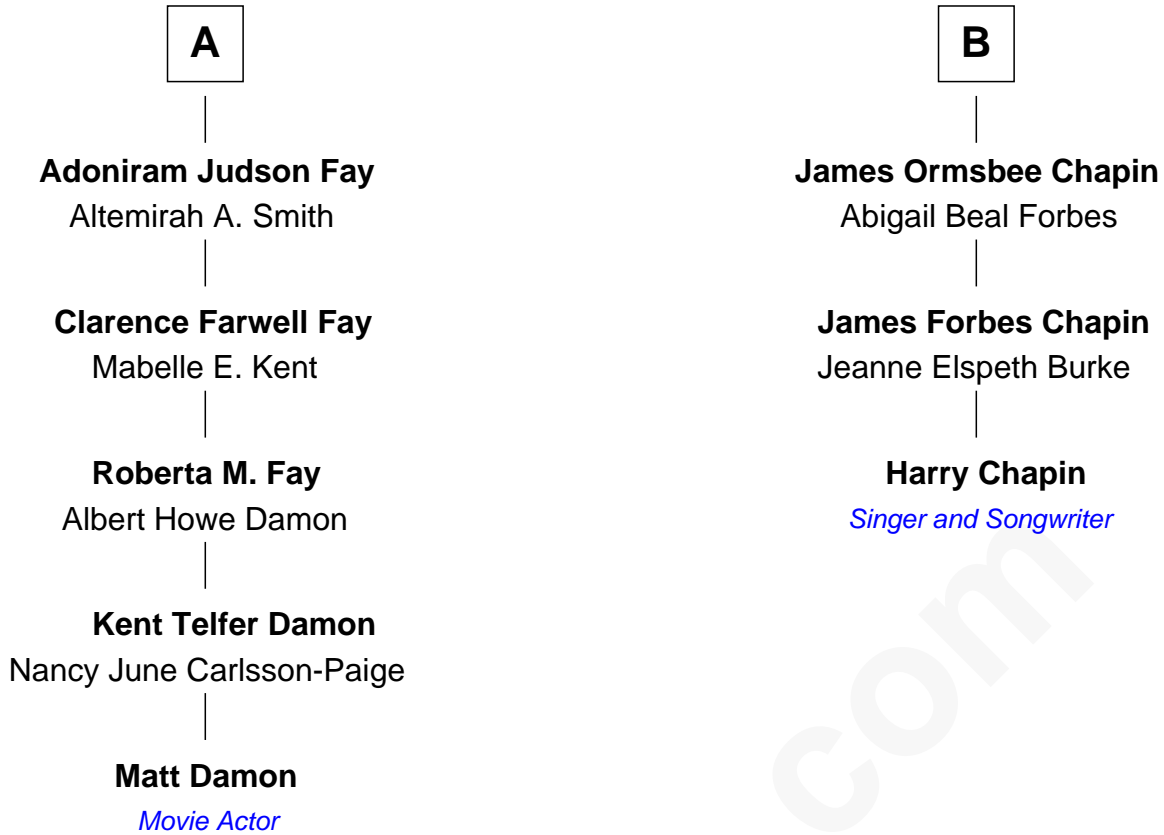 A
Adoniram Judson Fay
Altemirah A. Smith
Clarence Farwell Fay
Mabelle E. Kent
Roberta M. Fay
Albert Howe Damon
Kent Telfer Damon
Nancy June Carlsson-Paige
Matt Damon
Movie Actor
B
James Ormsbee Chapin
Abigail Beal Forbes
James Forbes Chapin
Jeanne Elspeth Burke
Harry Chapin
Singer and Songwriter
com